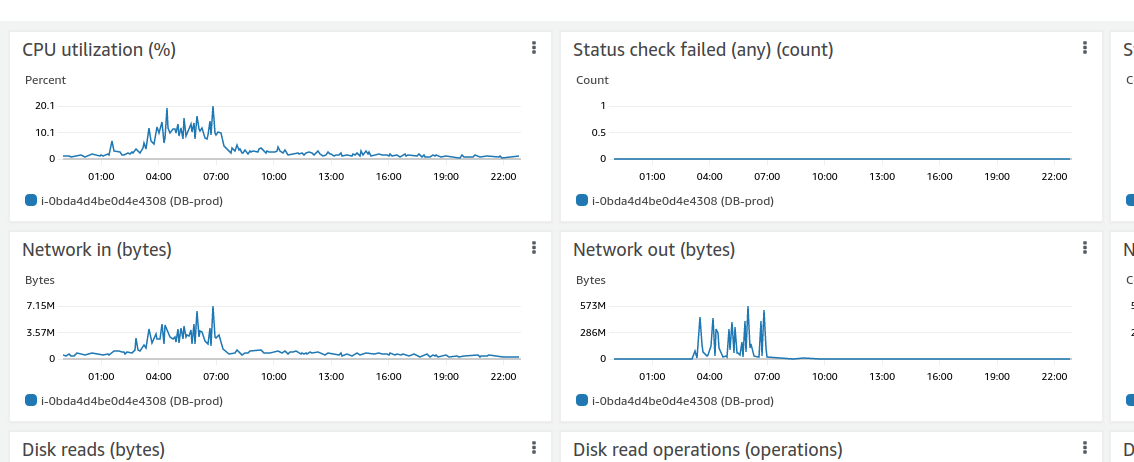 CPU utilization (%)
Percent
20.1
10.1
0
01:00 04:00 07:00 10:00 13:00 16:00 19:00 22:00
i-0bda4d4be0d4e4308 (DB-prod)
Status check failed (any) (count)
Count
1
0.5
0
01:00 04:00 07:00 10:00 13:00 16:00 19:00 22:00
i-0bda4d4be0d4e4308 (DB-prod)
Network in (bytes)
Bytes
7.15M
3.57M
0
01:00 04:00 07:00 10:00 13:00 16:00 19:00 22:00
i-0bda4d4be0d4e4308 (DB-prod)
Network out (bytes)
Bytes
573M
286M
0
01:00 04:00 07:00 10:00 13:00 16:00 19:00 22:00
i-0bda4d4be0d4e4308 (DB-prod)
Disk reads (bytes)
Disk read operations (operations)